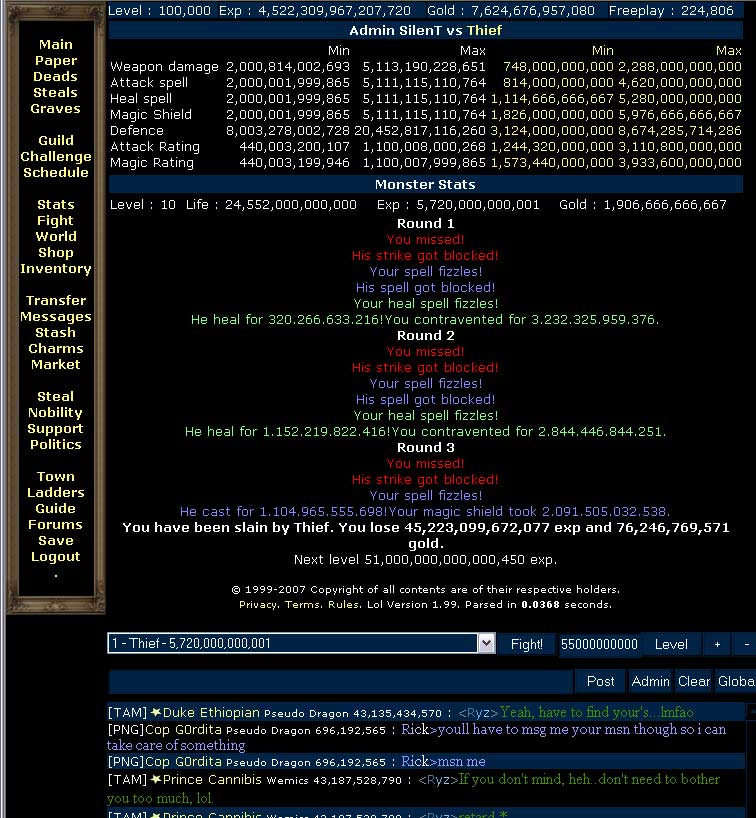 Level : 100,000 Exp : 4,522,309,967,207,720 Gold : 7,624,676,957,080 Freeplay : 224,806
Main
Paper
Deads
Steals
Graves
Guild
Challenge
Schedule
Stats
Fight
World
Shop
Inventory
Transfer
Messages
Stash
Charms
Market
Steal
Nobility
Support
Politics
Town
Ladders
Guide
Forums
Save
Logout
.
Admin SilenT vs Thief
Min Max Min Max
Weapon damage 2,000,814,002,693 5,113,190,228,651 748,000,000,000 2,288,000,000,000
Attack spell 2,000,001,999,865 5,111,115,110,764 814,000,000,000 4,620,000,000,000
Heal spell 2,000,001,999,865 5,111,115,110,764 1,114,666,666,667 5,280,000,000,000
Magic Shield 2,000,001,999,865 5,111,115,110,764 1,826,000,000,000 5,976,666,666,667
Defence 8,003,278,002,728 20,452,817,116,260 3,124,000,000,000 8,674,285,714,286
Attack Rating 440,003,200,107 1,100,008,000,268 1,244,320,000,000 3,110,800,000,000
Magic Rating 440,003,199,946 1,100,007,999,865 1,573,440,000,000 3,933,600,000,000
Monster Stats
Level : 10 Life : 24,552,000,000,000 Exp : 5,720,000,000,001 Gold : 1,906,666,666,667
Round 1
You missed!
His strike got blocked!
Your spell fizzles!
His spell got blocked!
Your heal spell fizzles!
He heal for 320.266.633.216!You contravented for 3.232.325.959.376.
Round 2
You missed!
His strike got blocked!
Your spell fizzles!
His spell got blocked!
Your heal spell fizzles!
He heal for 1.152.219.822.416!You contravented for 2.844.446.844.251.
Round 3
You missed!
His strike got blocked!
Your spell fizzles!
He cast for 1.104.965.555.698!Your magic shield took 2.091.505.032.538.
You have been slain by Thief. You lose 45,223,099,672,077 exp and 76,246,769,571
gold.
Next level 51,000,000,000,000,450 exp.
© 1999-2007 Copyright of all contents are of their respective holders.
Privacy. Terms. Rules. Lol Version 1.99. Parsed in 0.0368 seconds.
1 - Thief - 5,720,000,000,001 Fight! 55000000000 Level + -
Post Admin Clear Globa
[TAM]★Duke Ethiopian Pseudo Dragon 43,135,434,570 : <Ryz>Yeah, have to find your's...lmfao
[PNG]Cop G0rdita Pseudo Dragon 696,192,565 : Rick>youll have to msg me your msn though so i can
take care of something
[PNG]Cop G0rdita Pseudo Dragon 696,192,565 : Rick>msn me
[TAM]★Prince Cannibis Wemics 43,187,528,790 : <Ryz>If you don't mind, heh..don't need to bother
you too much, lol.
[TAM]★Prince Cannibis Wemics 43,187,528,790 : <Ryz>retard *